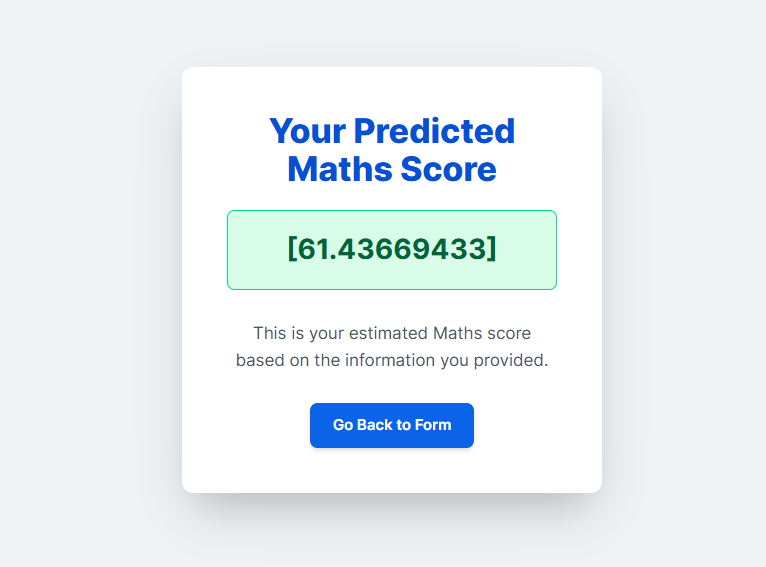 Your Predicted
Maths Score
[61.43669433]
This is your estimated Maths score
based on the information you provided.
Go Back to Form